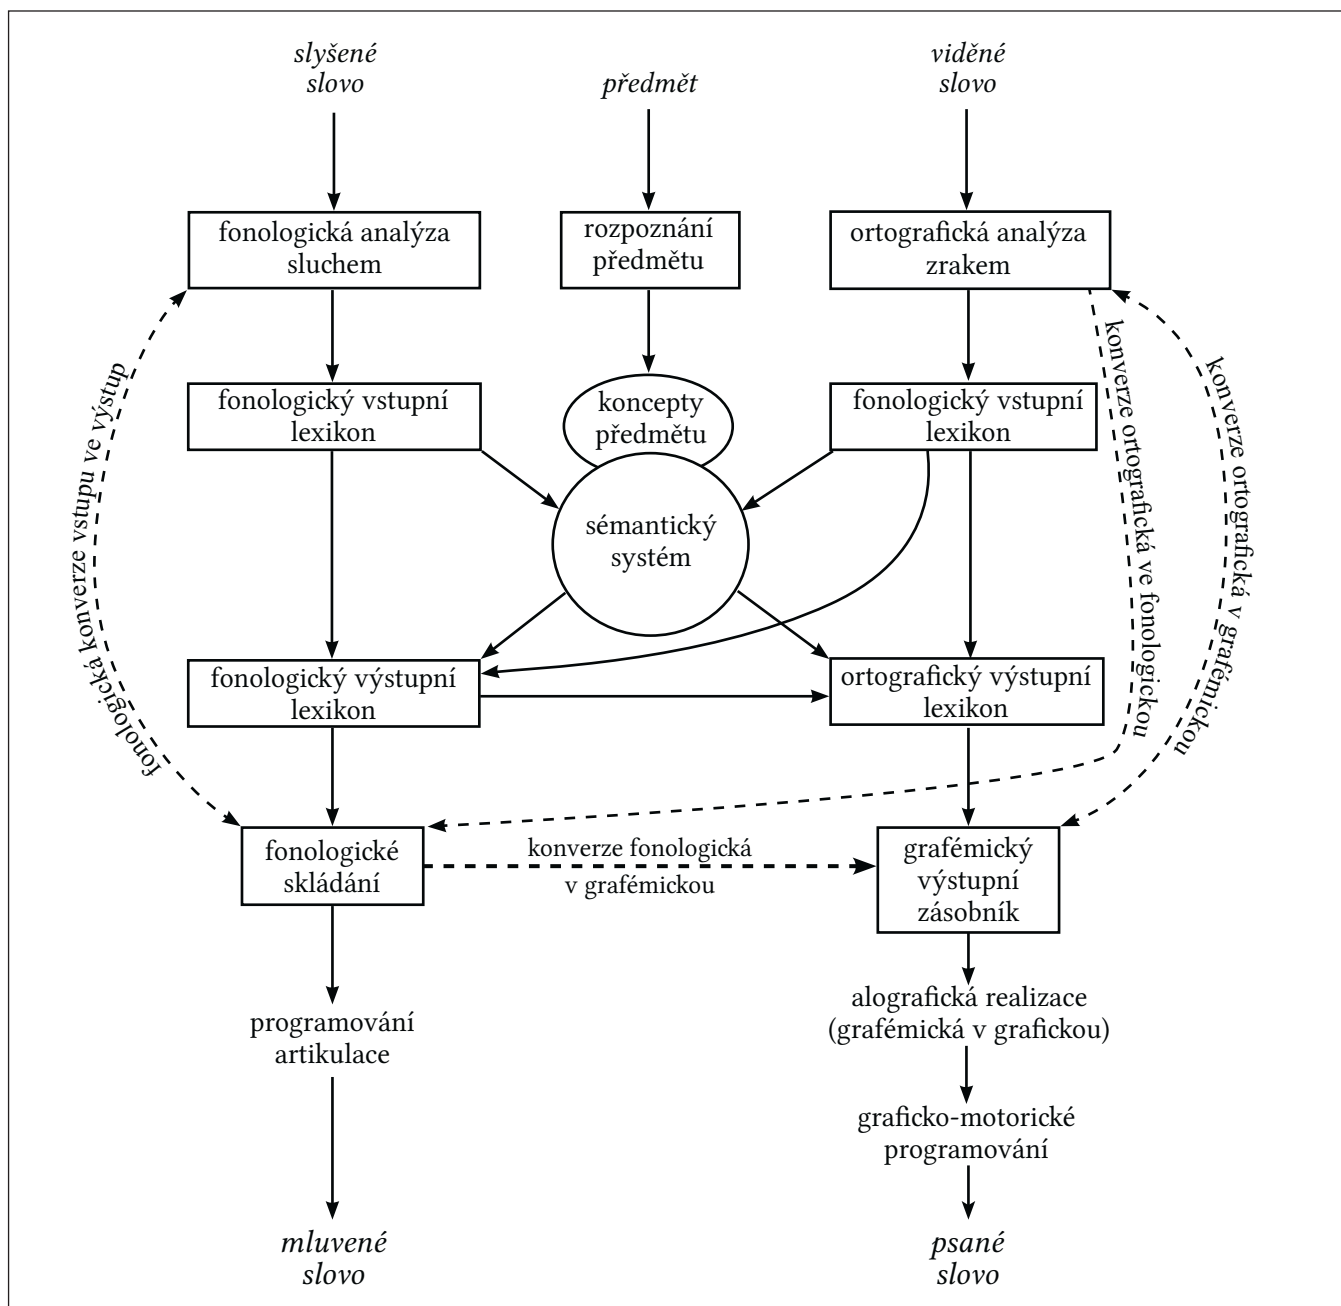 slyšené
slovo
předmět
viděné
slovo
fonologická analýza
sluchem
rozpoznání
předmětu
ortografická analýza
zrakem
fonologický vstupní
lexikon
koncepty
předmětu
fonologický vstupní
lexikon
fonologická konverze vstupu ve výstup
konverze ortografická ve fonologickou
konverze ortografická v grafémickou
sémantický
systém
fonologický výstupní
lexikon
ortografický výstupní
lexikon
fonologické
skládání
konverze fonologická
v grafémickou
grafémický
výstupní
zásobník
programování
artikulace
alografická realizace
(grafémická v grafickou)
graficko-motorické
programování
mluvené
slovo
psané
slovo